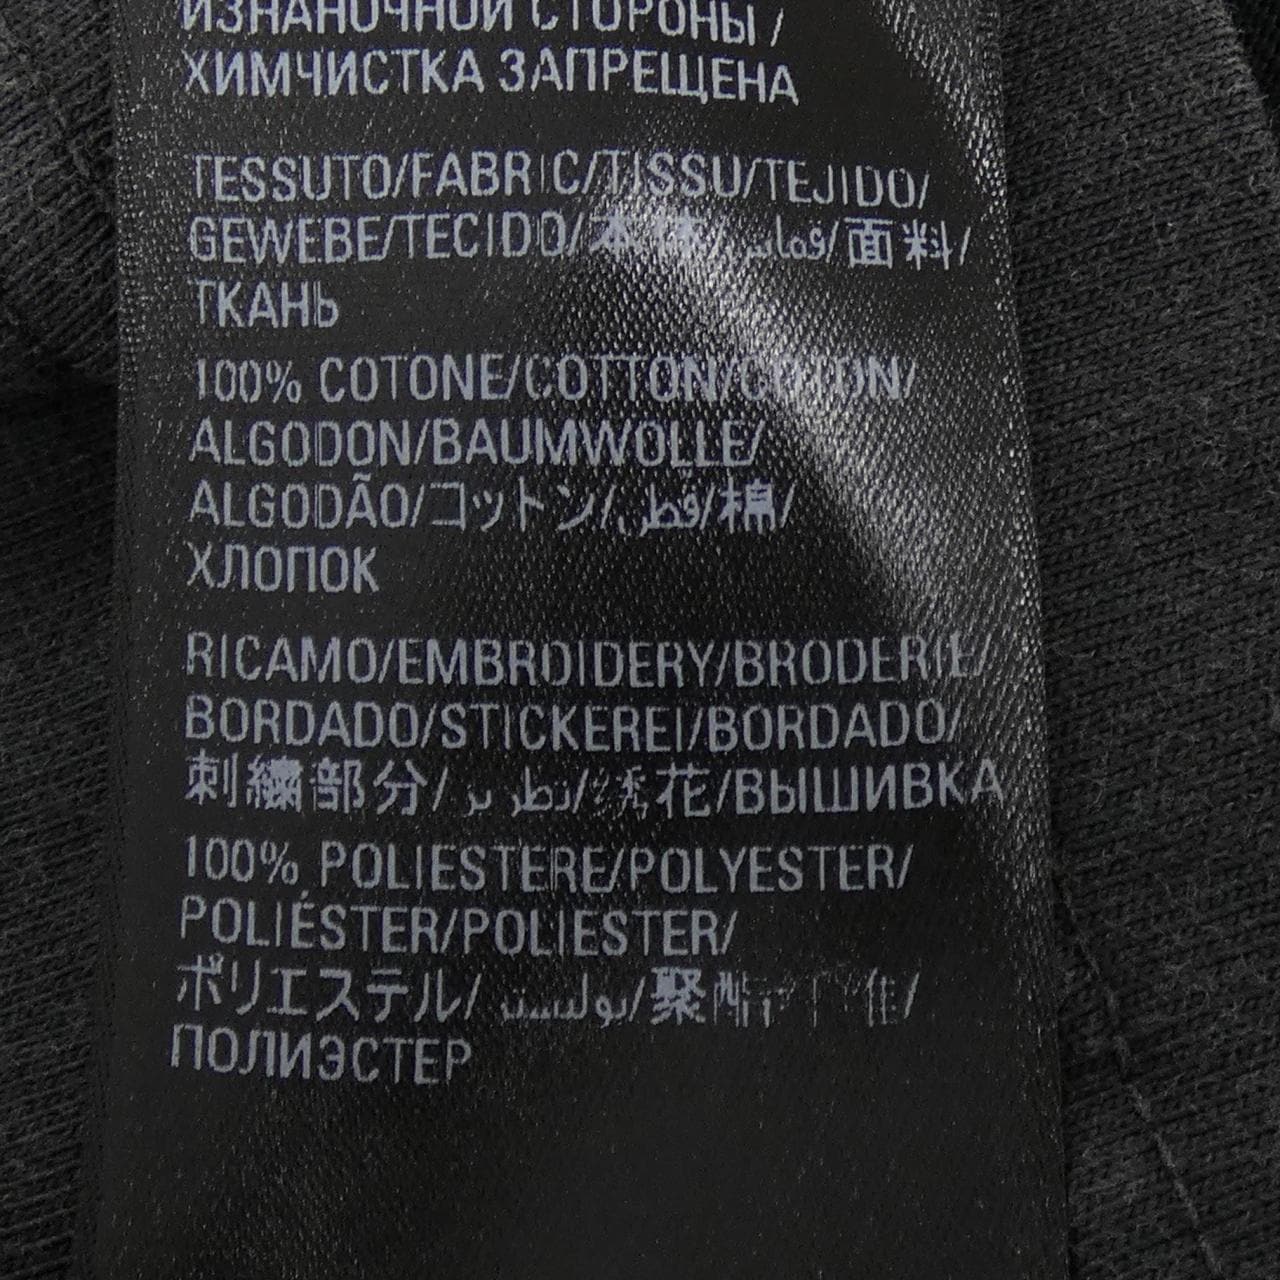 ИЗНАНОЧНОЙ СТОРОНЫ /
ХИМЧИСТКА ЗАПРЕЩЕНА
TESSUTO/FABRIC/TISSU/TEJIDO/
GEWEBE/TECIDO/本体/قماش/面料/
ТКАНЬ
100% COTONE/COTTON/COTON/
ALGODON/BAUMWOLLE/
ALGODÃO/コットン/قطن/棉/
ХЛОПОК
RICAMO/EMBROIDERY/BRODERIE/
BORDADO/STICKEREI/BORDADO/
刺繍部分/تطريز/绣花/ВЫШИВКА
100% POLIESTERE/POLYESTER/
POLIÉSTER/POLIESTER/
ポリエステル/بوليستر/聚酯纤维/
ПОЛИЭСТЕР